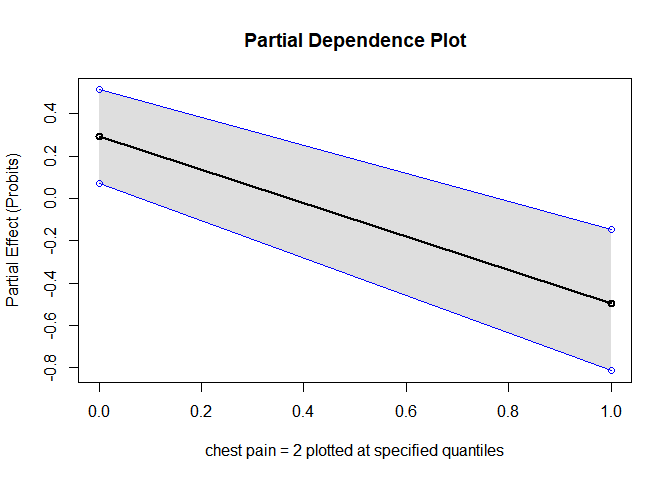 Partial Dependence Plot
Partial Effect (Probits)
0.4
0.2
0.0
-0.2
-0.4
-0.6
-0.8
0.0 0.2 0.4 0.6 0.8 1.0
chest pain = 2 plotted at specified quantiles